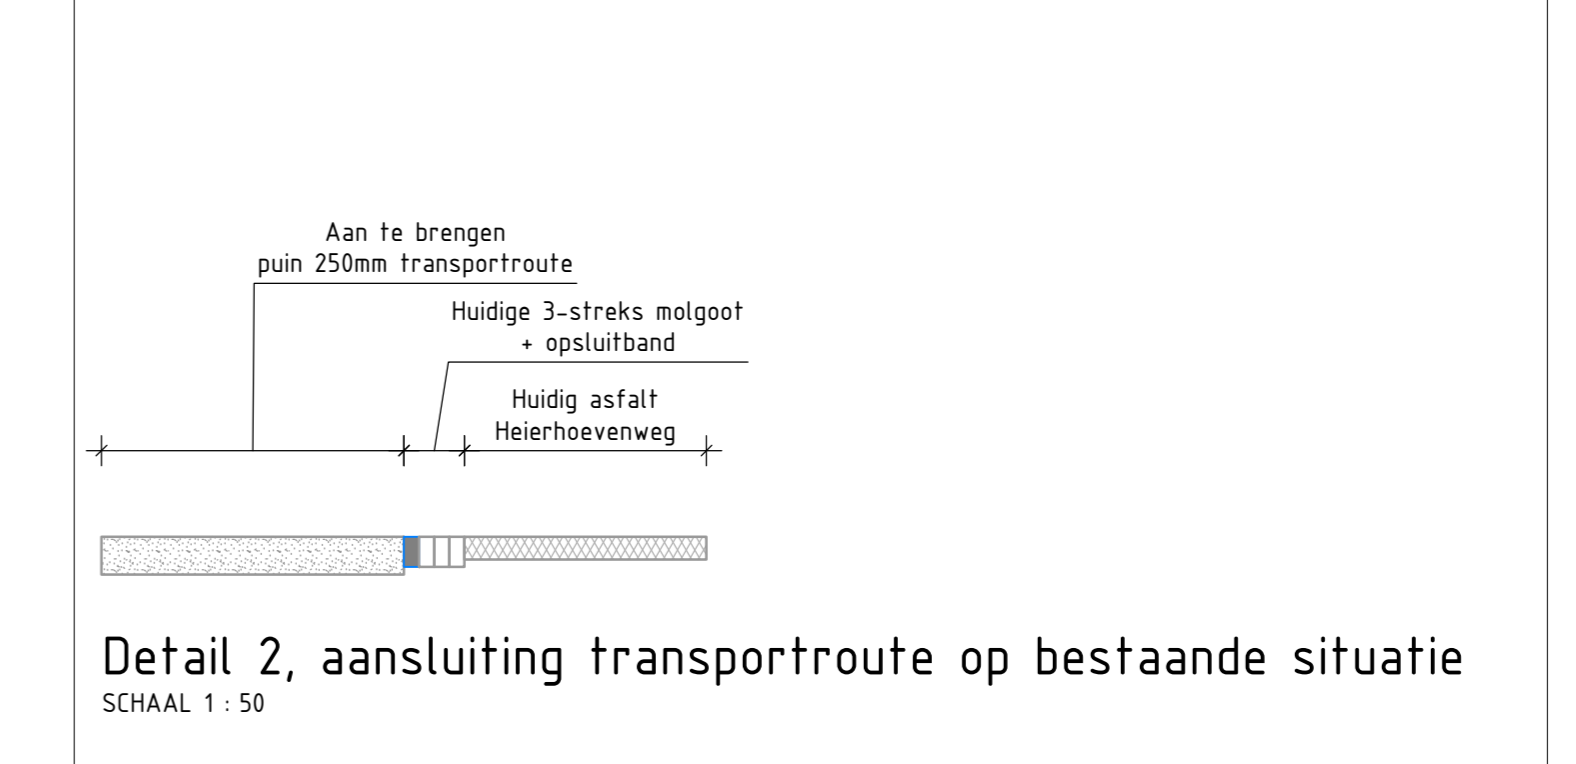 Aan te brengen
puin 250mm transportroute
Huidige 3-streks molgoot
+ opsluitband
Huidig asfalt
Heierhoevenweg
Detail 2, aansluiting transportroute op bestaande situatie
SCHAAL 1 : 50